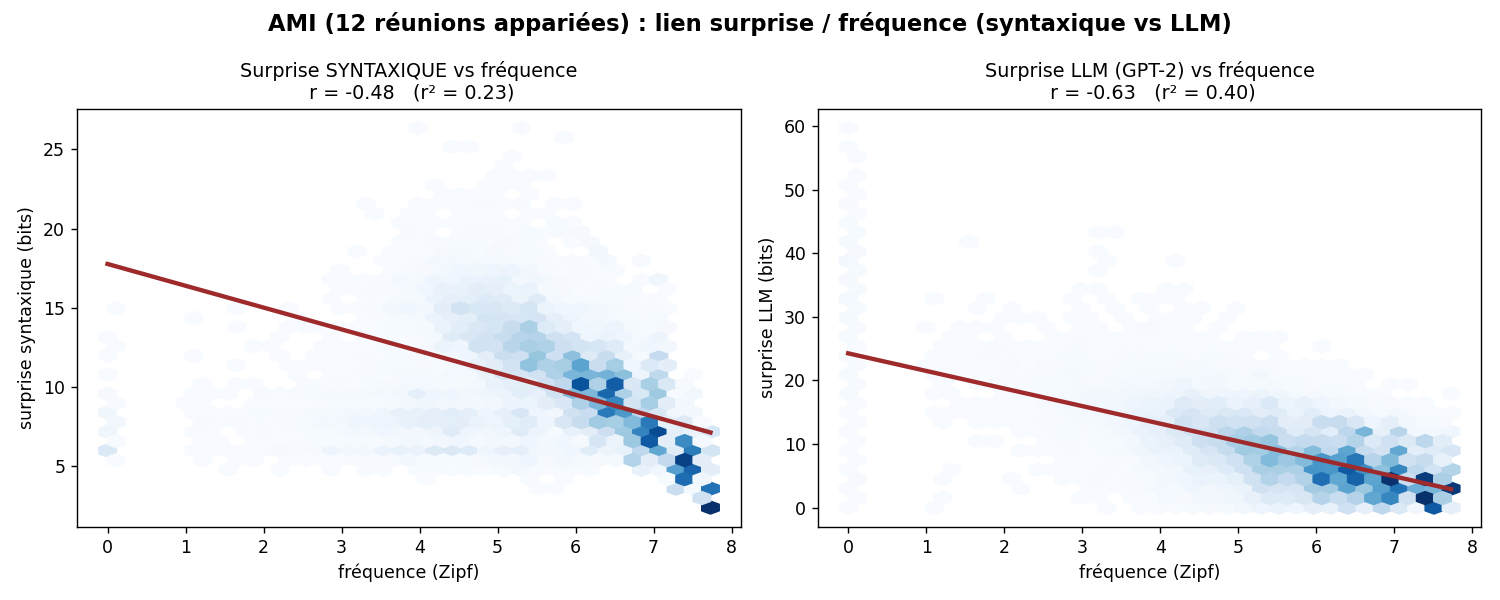 AMI (12 réunions appariées) : lien surprise / fréquence (syntaxique vs LLM)
Surprise SYNTAXIQUE vs fréquence
r = -0.48   (r² = 0.23)
surprise syntaxique (bits)
25
20
15
10
5
0 1 2 3 4 5 6 7 8
fréquence (Zipf)
Surprise LLM (GPT-2) vs fréquence
r = -0.63   (r² = 0.40)
surprise LLM (bits)
60
50
40
30
20
10
0
0 1 2 3 4 5 6 7 8
fréquence (Zipf)